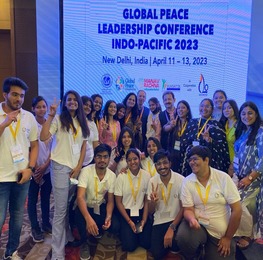 GLOBAL PEACE
LEADERSHIP CONFERENCE
INDO-PACIFIC 2023
New Delhi, India | April 11 – 13, 2023